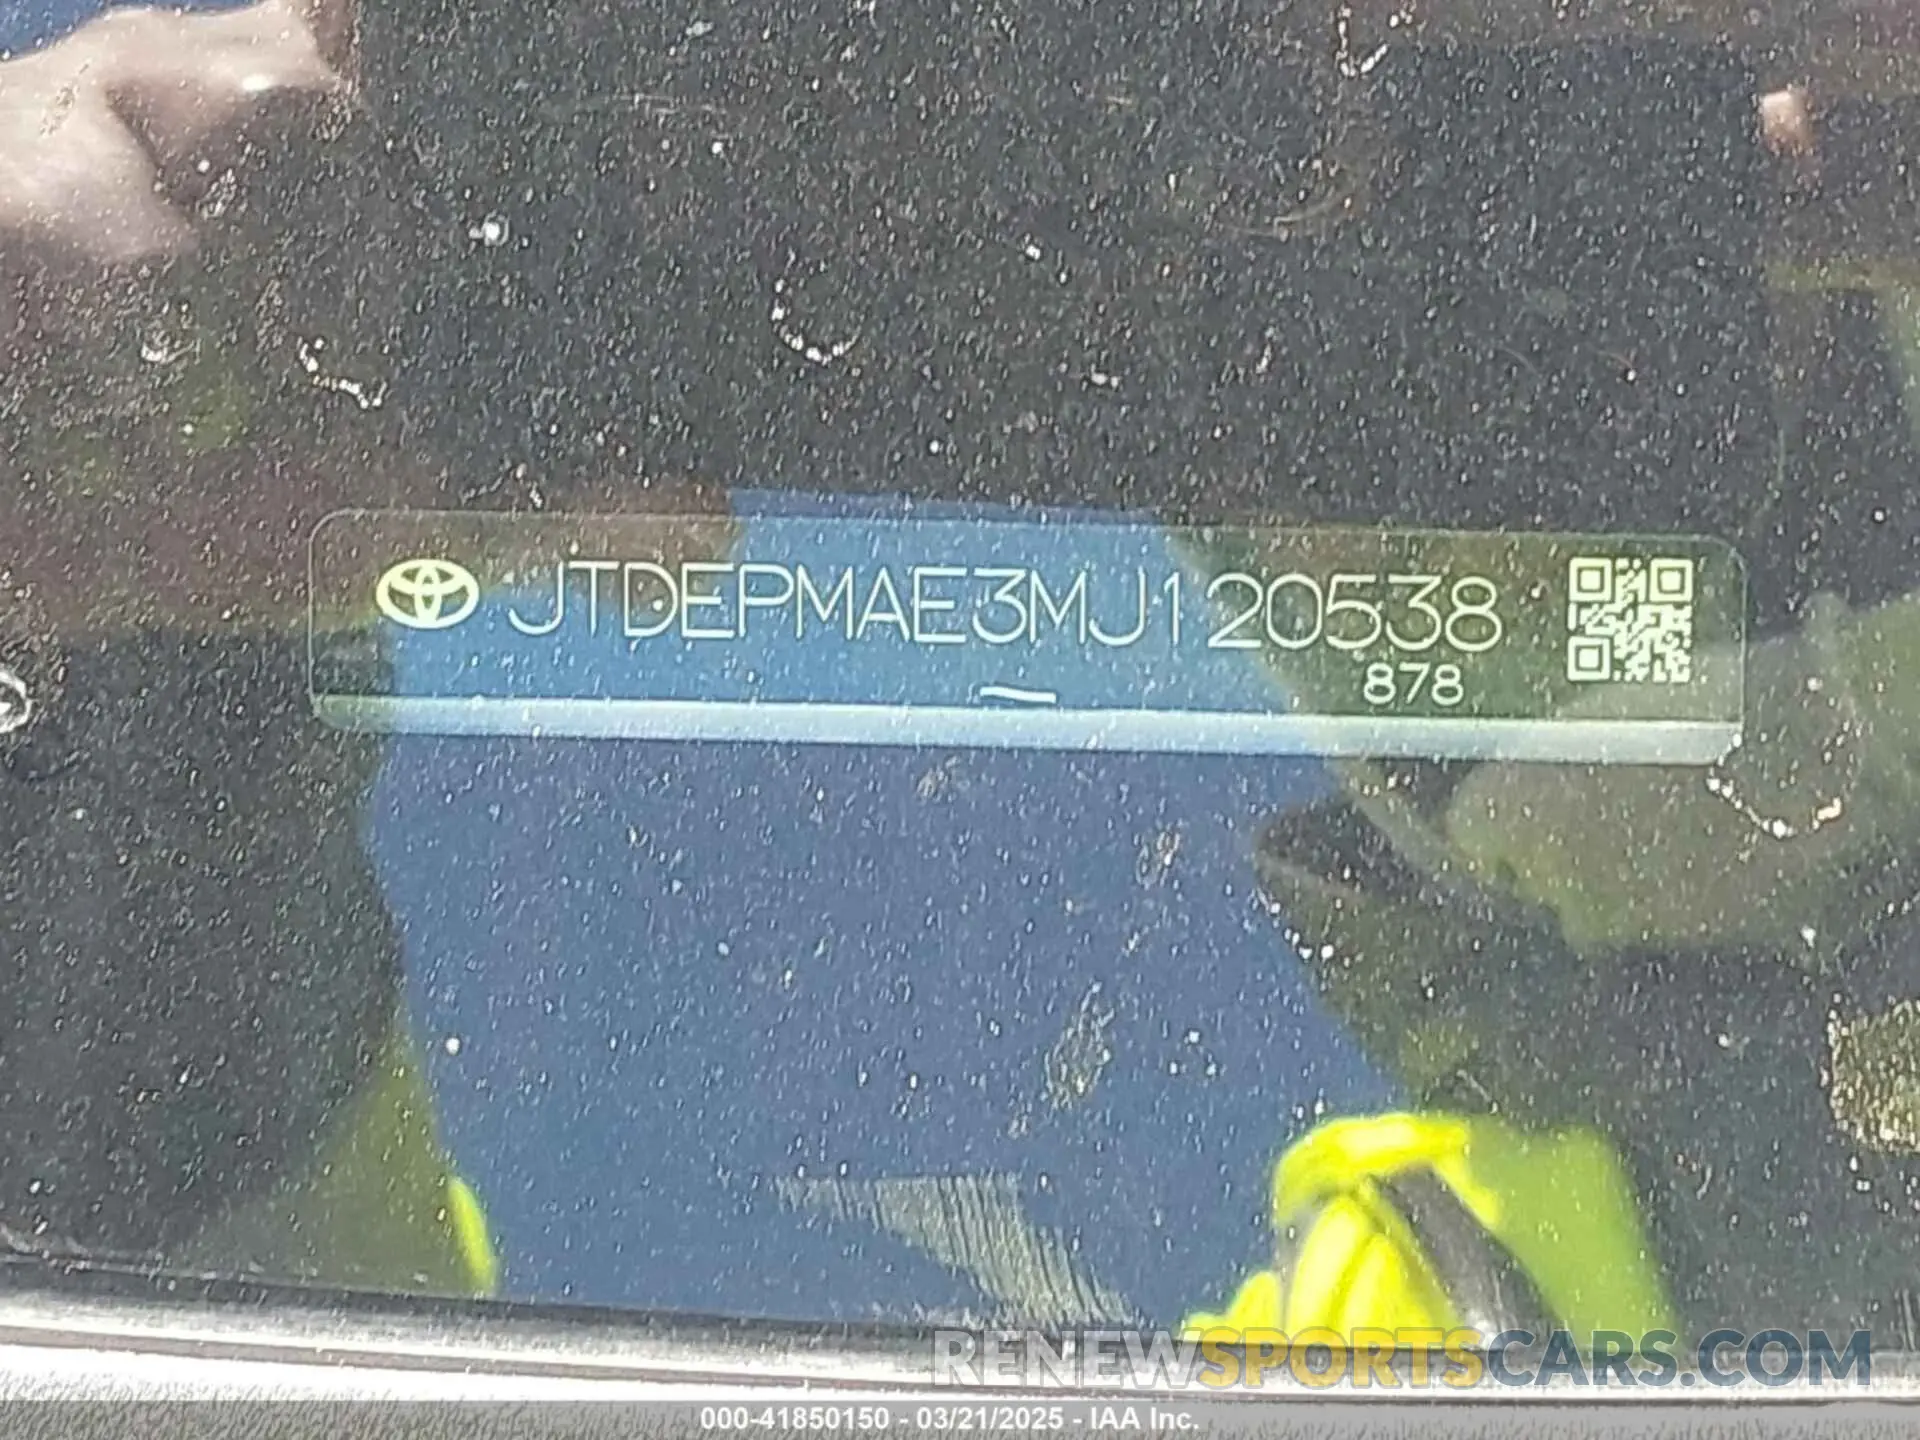 JTDEPMAE3MJ120538
878
RENEWSPORTSCARS.COM
000-41850150 - 03/21/2025 - IAA Inc.